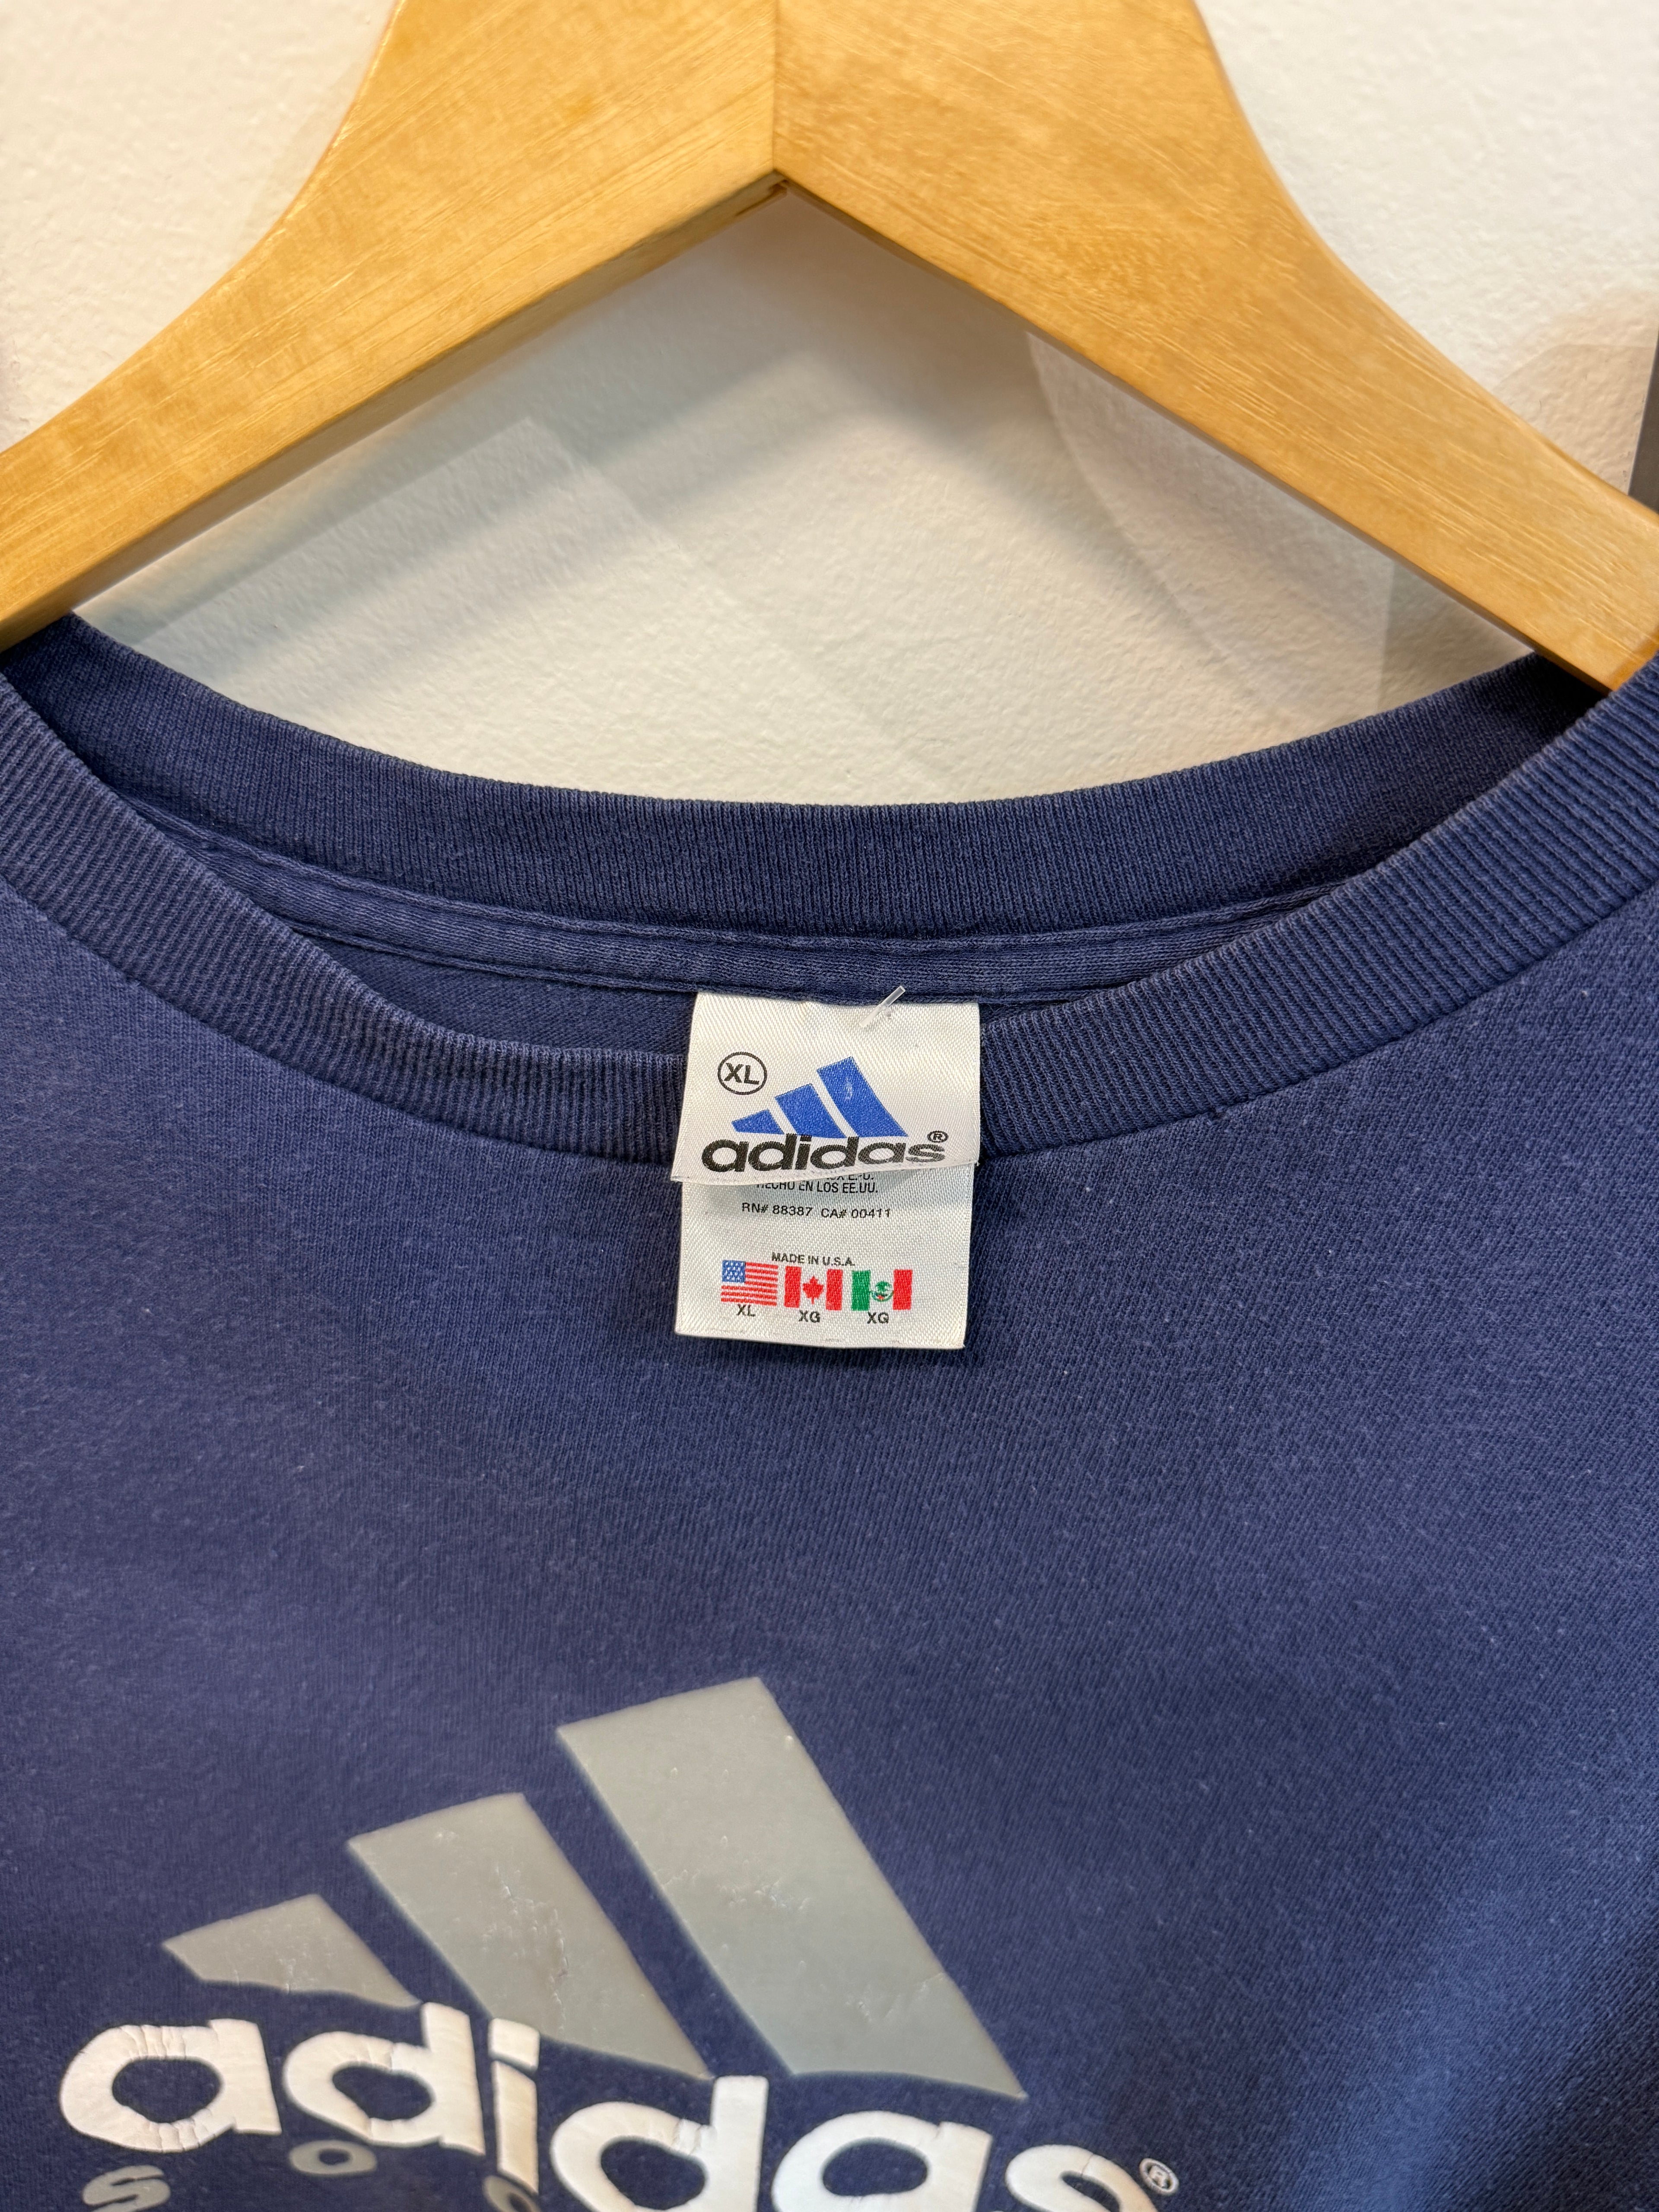 XL
adidas®
HECHO EN LOS EE.UU.
RN# 88387 CA# 00411
MADE IN U.S.A.
XL XG XG
adidas®